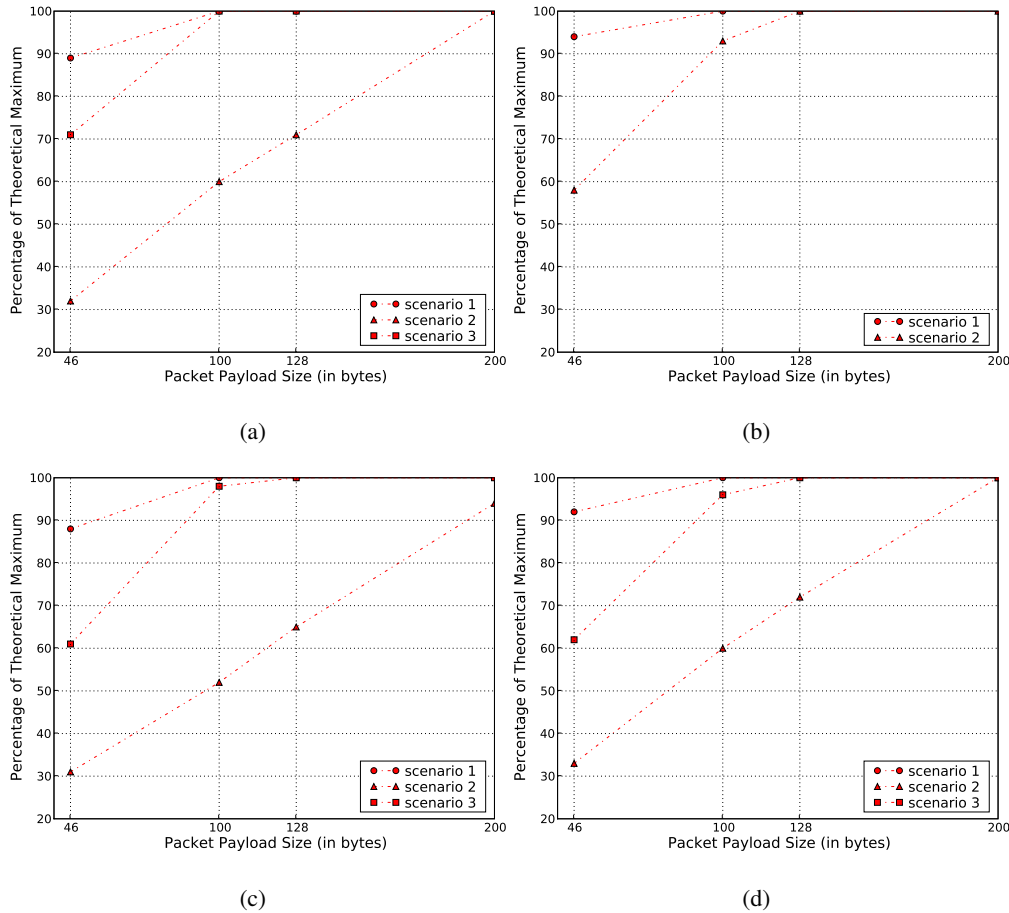 100
90
80
70
60
50
40
30
20
Percentage of Theoretical Maximum
46 100 128 200
Packet Payload Size (in bytes)
scenario 1
scenario 2
scenario 3
(a)
100
90
80
70
60
50
40
30
20
Percentage of Theoretical Maximum
46 100 128 200
Packet Payload Size (in bytes)
scenario 1
scenario 2
(b)
100
90
80
70
60
50
40
30
20
Percentage of Theoretical Maximum
46 100 128 200
Packet Payload Size (in bytes)
scenario 1
scenario 2
scenario 3
(c)
100
90
80
70
60
50
40
30
20
Percentage of Theoretical Maximum
46 100 128 200
Packet Payload Size (in bytes)
scenario 1
scenario 2
scenario 3
(d)